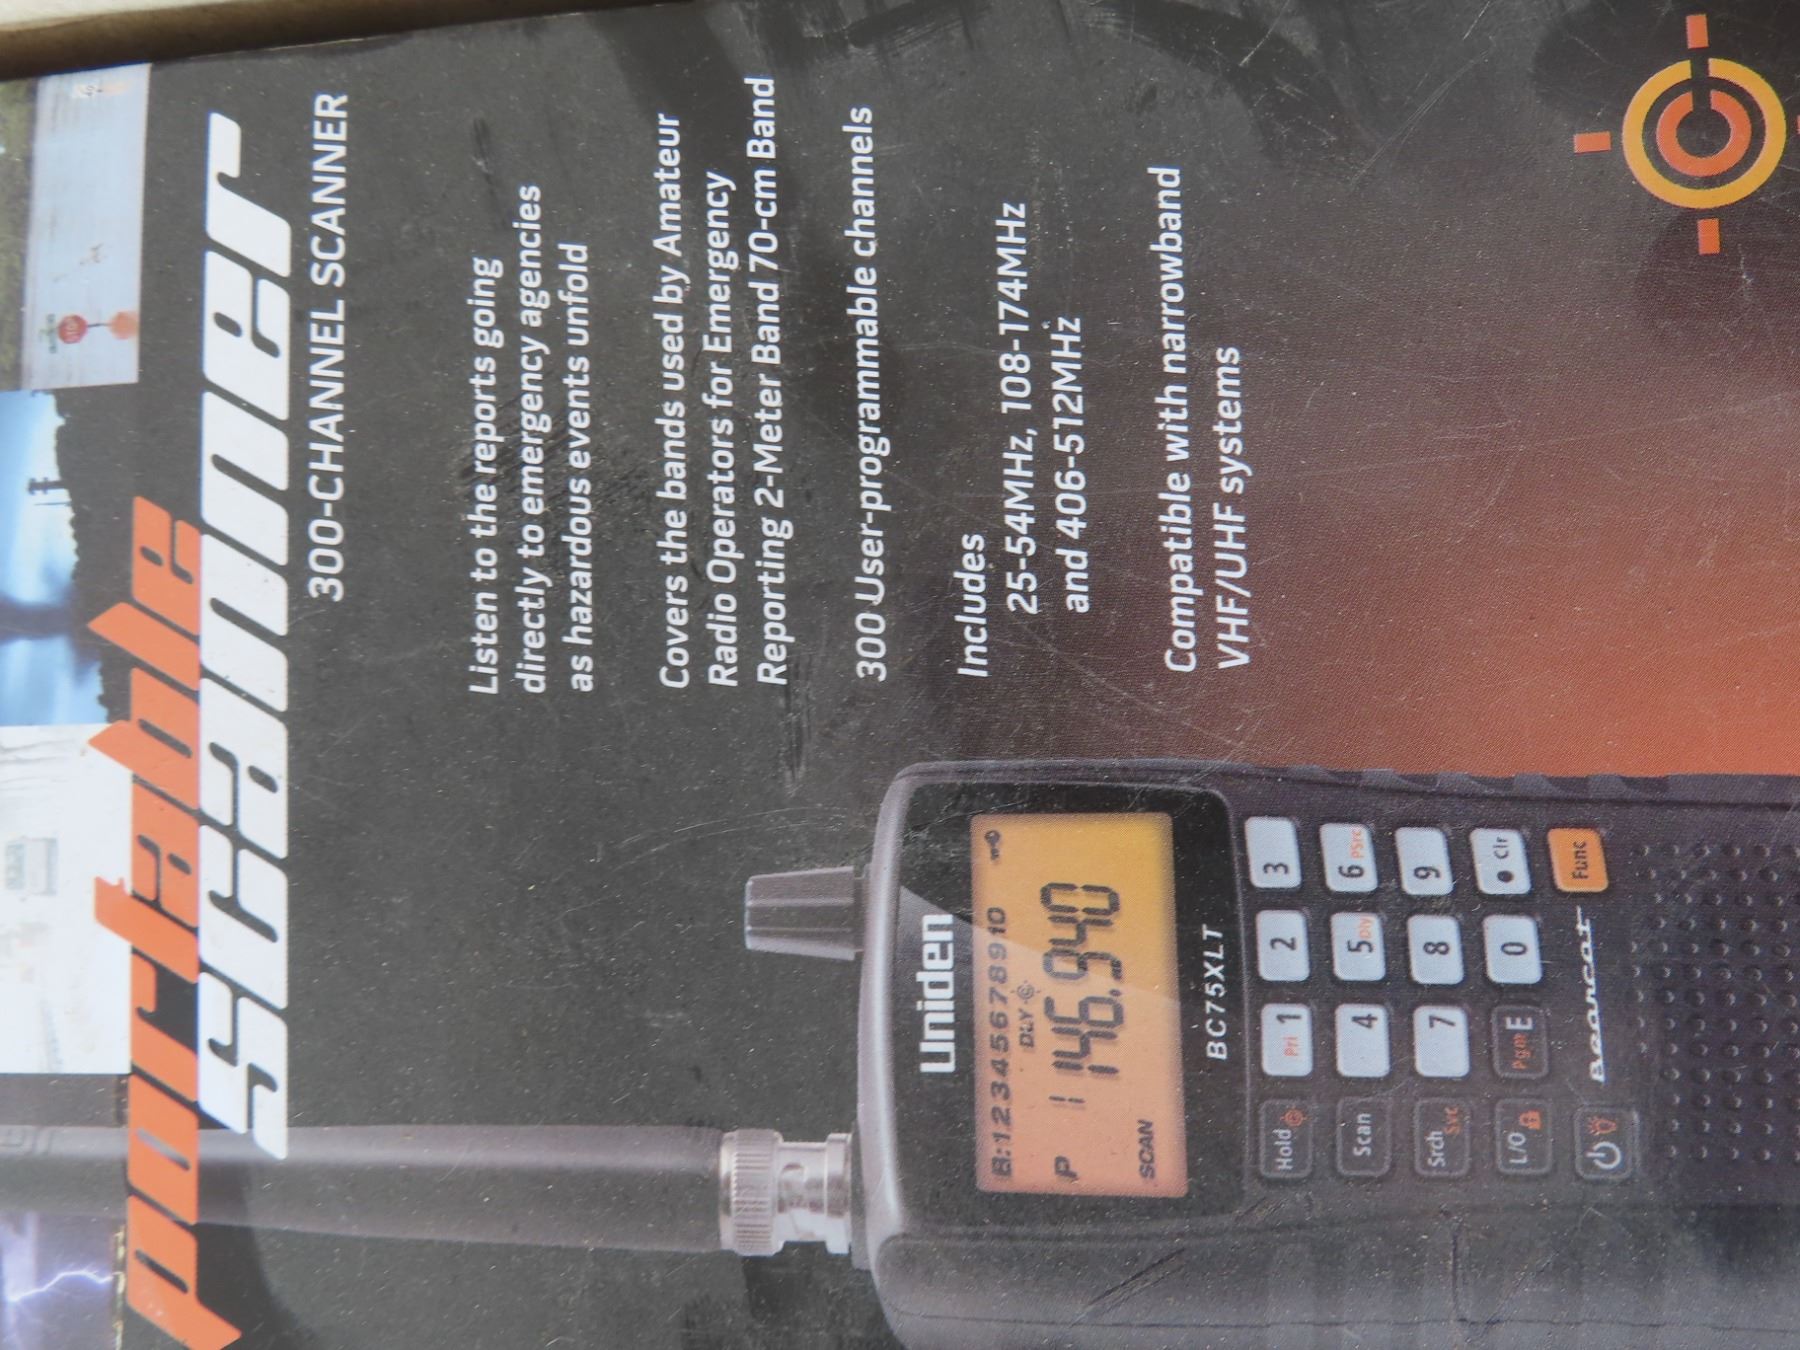 portable
scanner
300-CHANNEL SCANNER
Listen to the reports going
directly to emergency agencies
as hazardous events unfold
Covers the bands used by Amateur
Radio Operators for Emergency
Reporting 2-Meter Band 70-cm Band
300 User-programmable channels
Includes
25-54MHz, 108-174MHz
and 406-512MHz
Compatible with narrowband
VHF/UHF systems
Uniden
B:12345678910
DLY
P 146.940
SCAN
BC75XLT
Hold Pri 1 2 3
Scan 4 5 Dly 6 PSrc
Srch Svc 7 8 9
L/O Pgm E 0 • Clr
Bearcat Func